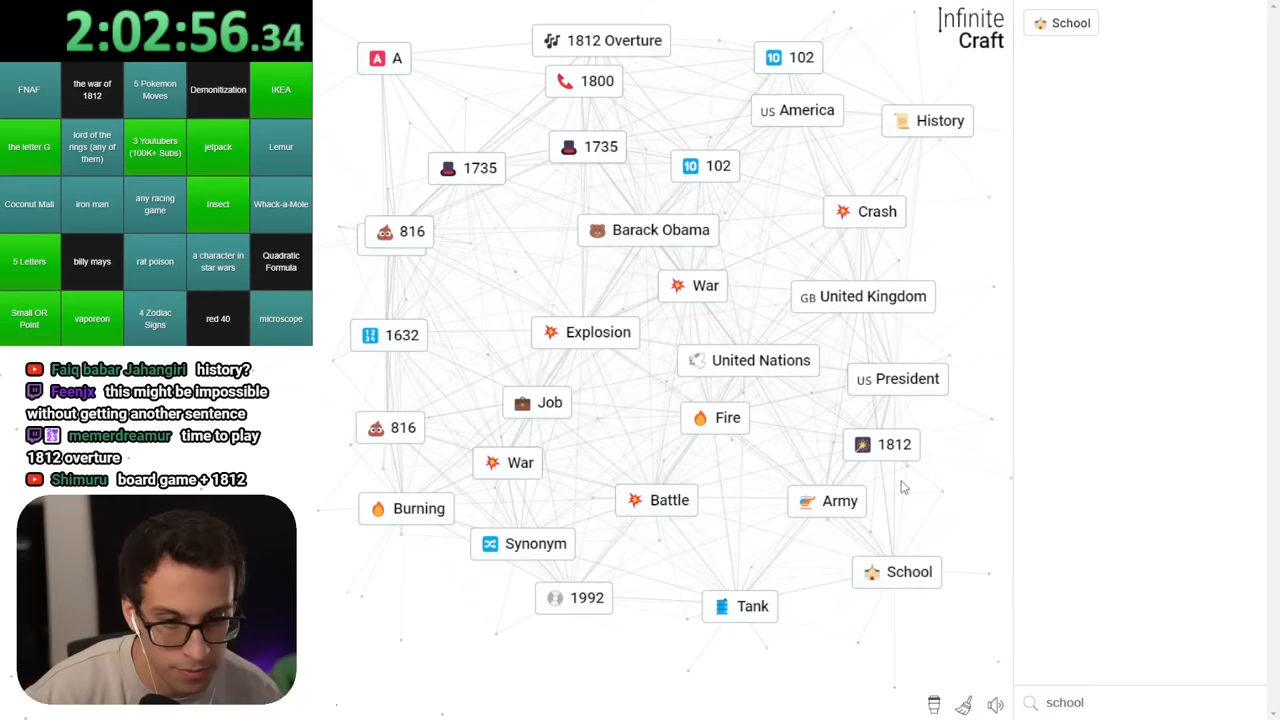 2:02:56.34
FNAF
the war of
1812
5 Pokemon
Moves
Demonitization
IKEA
the letter G
lord of the
rings (any of
them)
3 Youtubers
(100K+ Subs)
jetpack
Lemur
Coconut Mall
iron man
any racing
game
Insect
Whack-a-Mole
5 Letters
billy mays
rat poison
a character in
star wars
Quadratic
Formula
Small OR
Point
vaporeon
4 Zodiac
Signs
red 40
microscope
Faiq babar Jahangiri history?
Feenjx this might be impossible
without getting another sentence
memerdreamur time to play
1812 overture
Shimuru board game + 1812
Infinite
Craft
A A
1812 Overture
1800
10 102
US America
History
1735
1735
10 102
Crash
816
Barack Obama
War
GB United Kingdom
1632
Explosion
United Nations
US President
Job
Fire
816
1812
War
Battle
Army
Burning
Synonym
School
1992
Tank
School
school